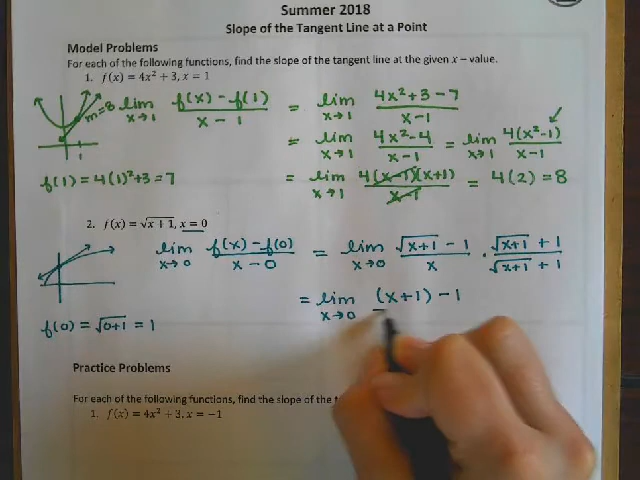 Summer 2018
Slope of the Tangent Line at a Point
Model Problems
For each of the following functions, find the slope of the tangent line at the given x – value.
1. f(x) = 4x² + 3, x = 1
m=8 lim x→1 (f(x) - f(1))/(x - 1) = lim x→1 (4x²+3-7)/(x-1)
= lim x→1 (4x²-4)/(x-1) = lim x→1 (4(x²-1))/(x-1)
f(1) = 4(1)²+3 = 7 = lim x→1 (4(x-1)(x+1))/(x-1) = 4(2) = 8
2. f(x) = √(x + 1), x = 0
lim x→0 (f(x) - f(0))/(x - 0) = lim x→0 (√(x+1) - 1)/x · (√(x+1) + 1)/(√(x+1) + 1)
= lim x→0 (x+1) - 1
f(0) = √(0+1) = 1
Practice Problems
For each of the following functions, find the slope of the
1. f(x) = 4x² + 3, x = −1